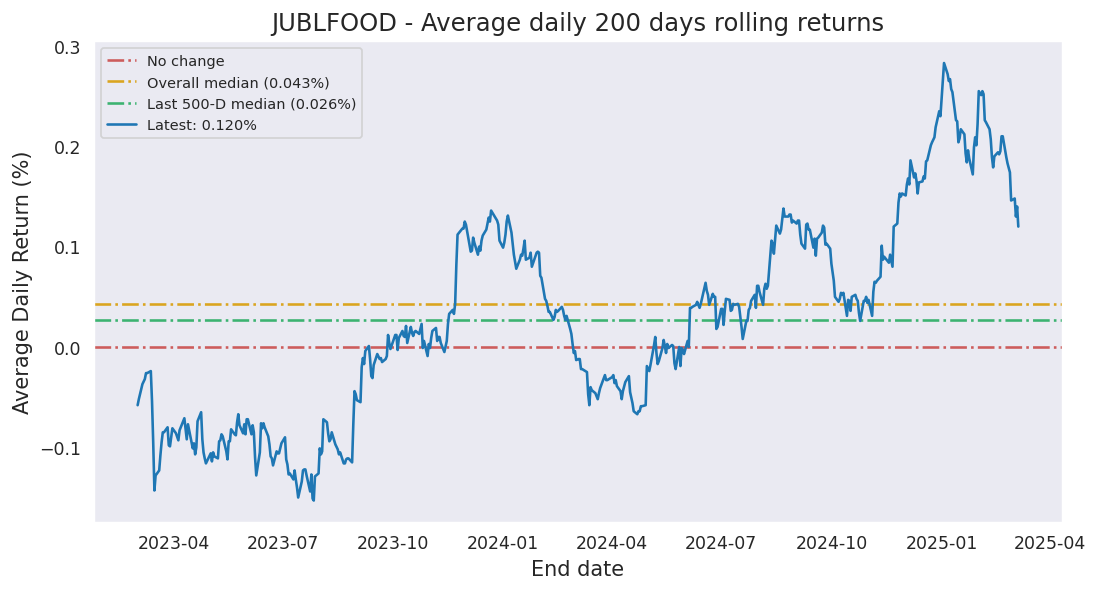 JUBLFOOD - Average daily 200 days rolling returns
0.3
0.2
0.1
0.0
−0.1
Average Daily Return (%)
No change
Overall median (0.043%)
Last 500-D median (0.026%)
Latest: 0.120%
2023-04
2023-07
2023-10
2024-01
2024-04
2024-07
2024-10
2025-01
2025-04
End date